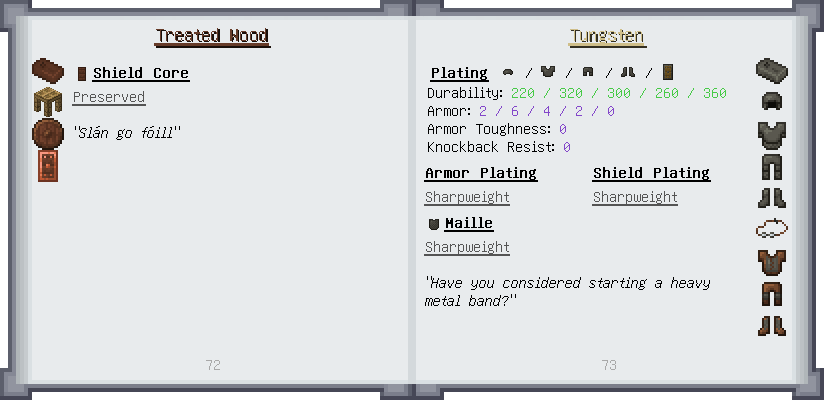 Treated Wood
Shield Core
Preserved
"Slán go fóill"
72
Tungsten
Plating / / / /
Durability: 220 / 320 / 300 / 260 / 360
Armor: 2 / 6 / 4 / 2 / 0
Armor Toughness: 0
Knockback Resist: 0
Armor Plating Shield Plating
Sharpweight Sharpweight
Maille
Sharpweight
"Have you considered starting a heavy
metal band?"
73